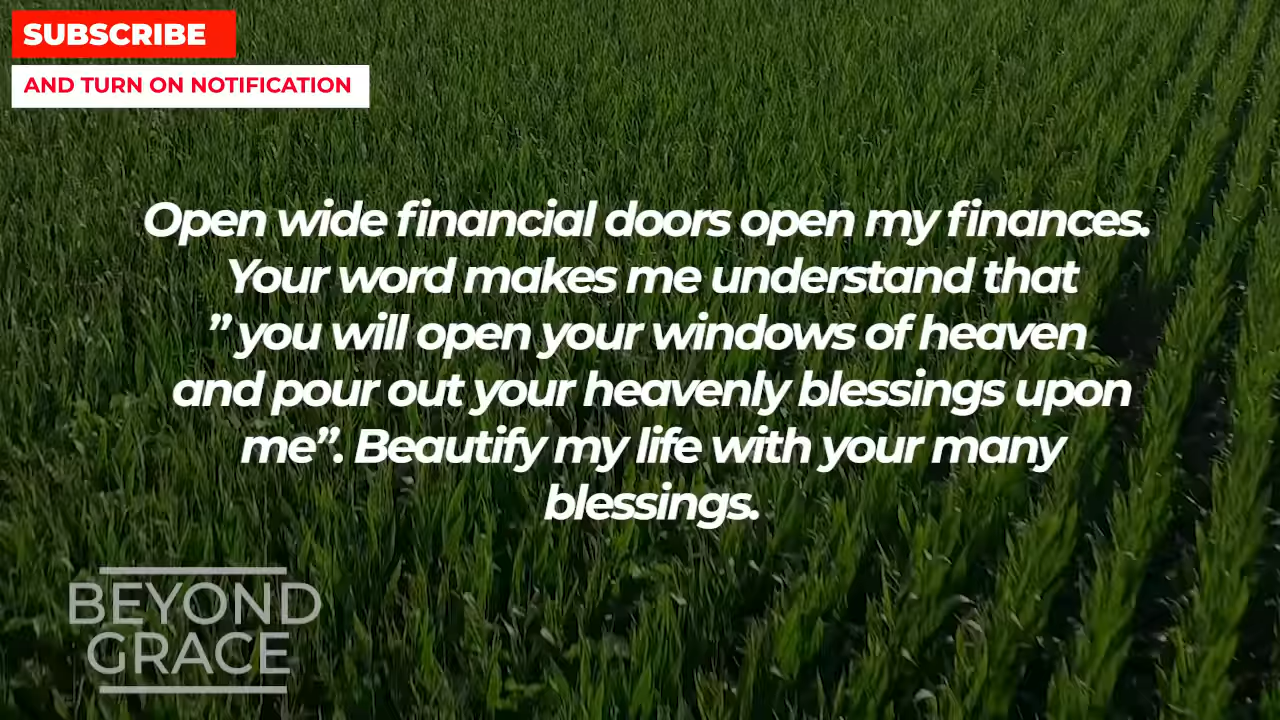 SUBSCRIBE
AND TURN ON NOTIFICATION
Open wide financial doors open my finances.
Your word makes me understand that
” you will open your windows of heaven
and pour out your heavenly blessings upon
me”. Beautify my life with your many
blessings.
BEYOND
GRACE